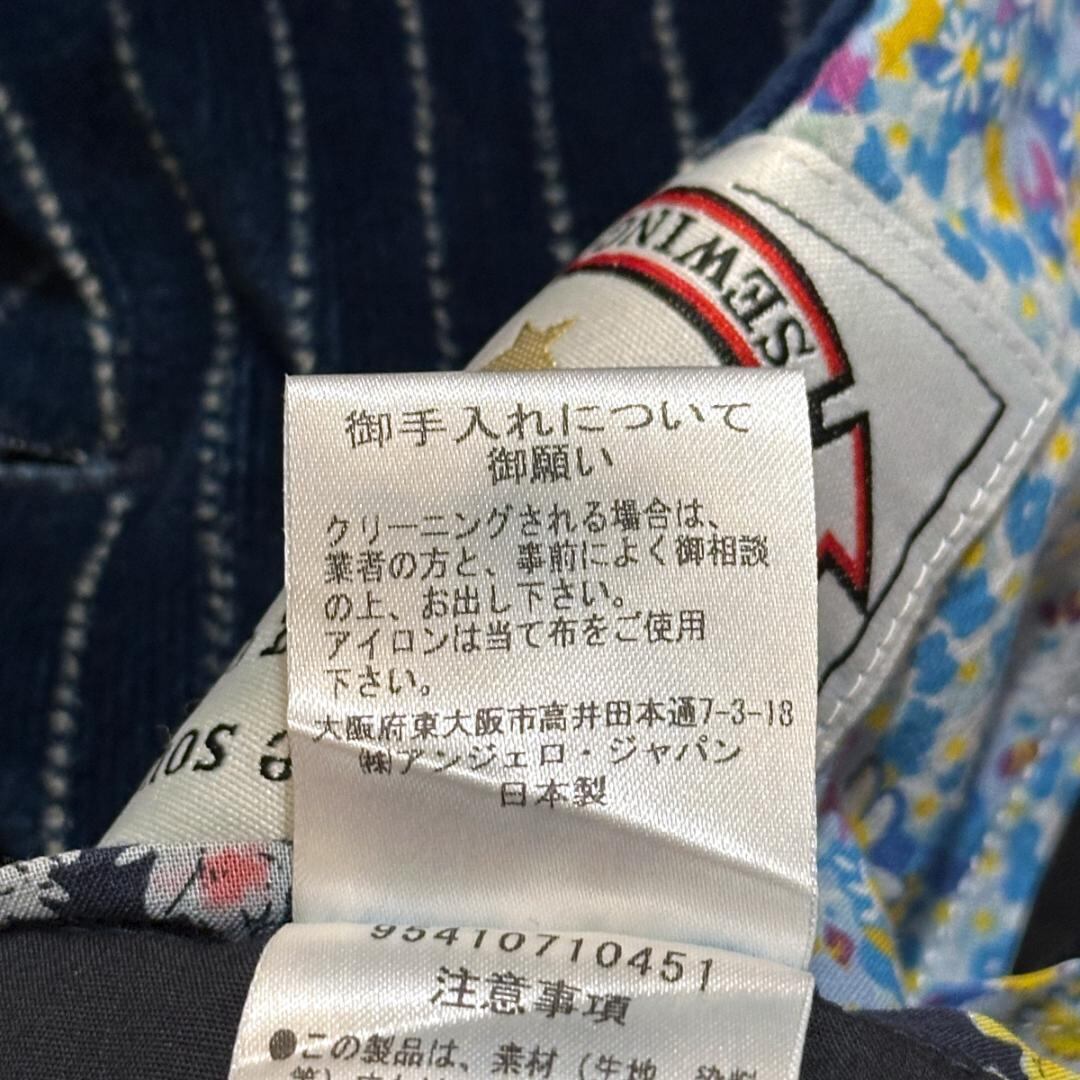 SEWING
御手入れについて
御願い
クリーニングされる場合は、
業者の方と、事前によく御相談
の上、お出し下さい。
アイロンは当て布をご使用
下さい。
大阪府東大阪市高井田本通7-3-18
㈱アンジェロ・ジャパン
日本製
95410710451
注意事項
●この製品は、素材（生地、染料